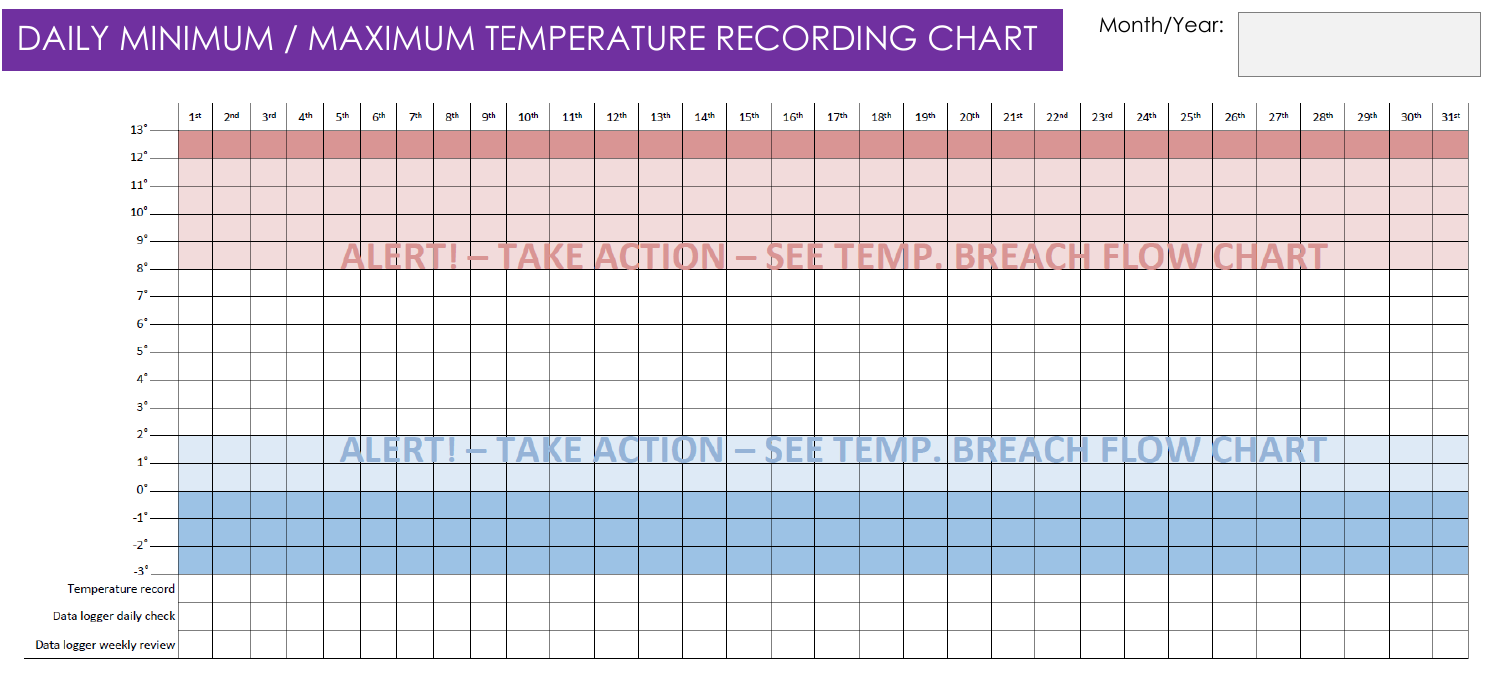 DAILY MINIMUM / MAXIMUM TEMPERATURE RECORDING CHART
Month/Year:
1st 2nd 3rd 4th 5th 6th 7th 8th 9th 10th 11th 12th 13th 14th 15th 16th 17th 18th 19th 20th 21st 22nd 23rd 24th 25th 26th 27th 28th 29th 30th 31st
13°
12°
11°
10°
9°
ALERT! – TAKE ACTION – SEE TEMP. BREACH FLOW CHART
8°
7°
6°
5°
4°
3°
2°
ALERT! – TAKE ACTION – SEE TEMP. BREACH FLOW CHART
1°
0°
-1°
-2°
-3°
Temperature record
Data logger daily check
Data logger weekly review